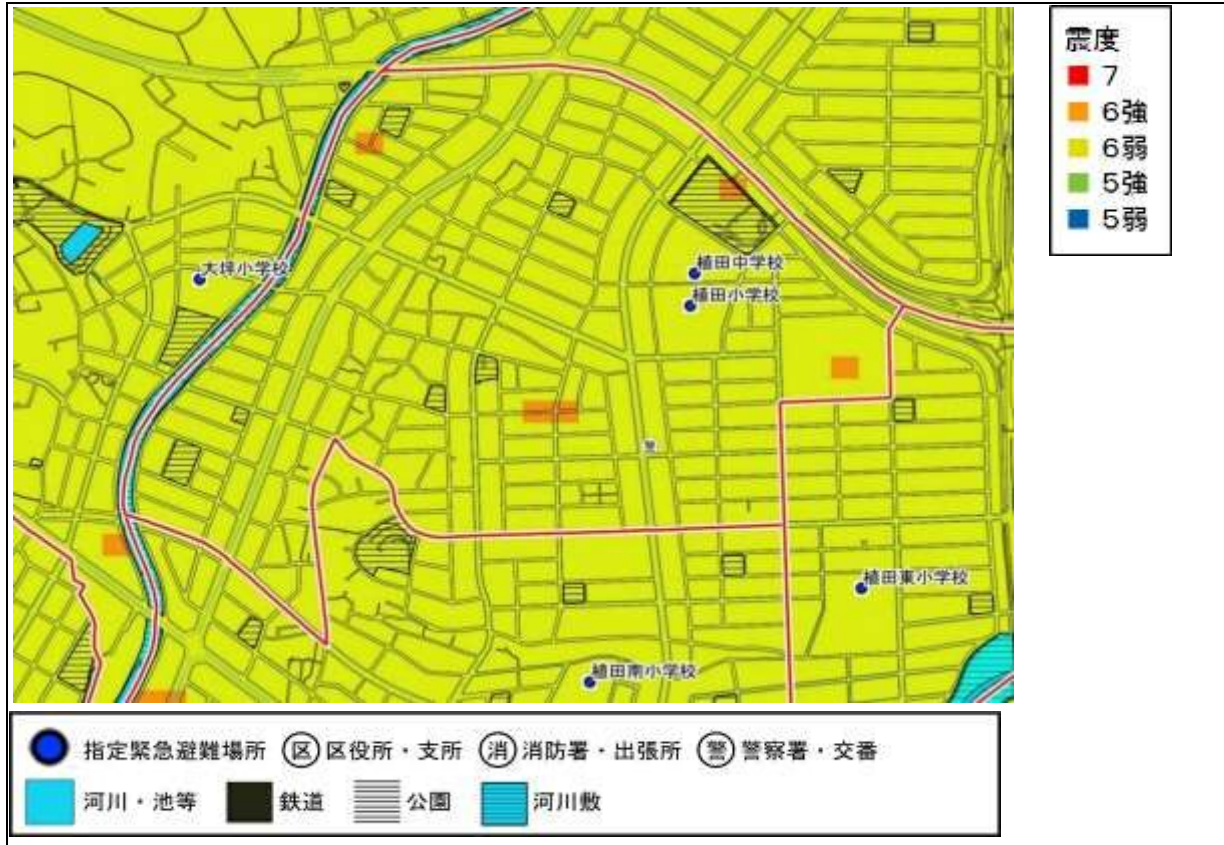 震度
7
6強
6弱
5強
5弱
大坪小学校
植田中学校
植田小学校
警
植田東小学校
植田南小学校
指定緊急避難場所 区 区役所・支所 消 消防署・出張所 警 警察署・交番
河川・池等 鉄道 公園 河川敷